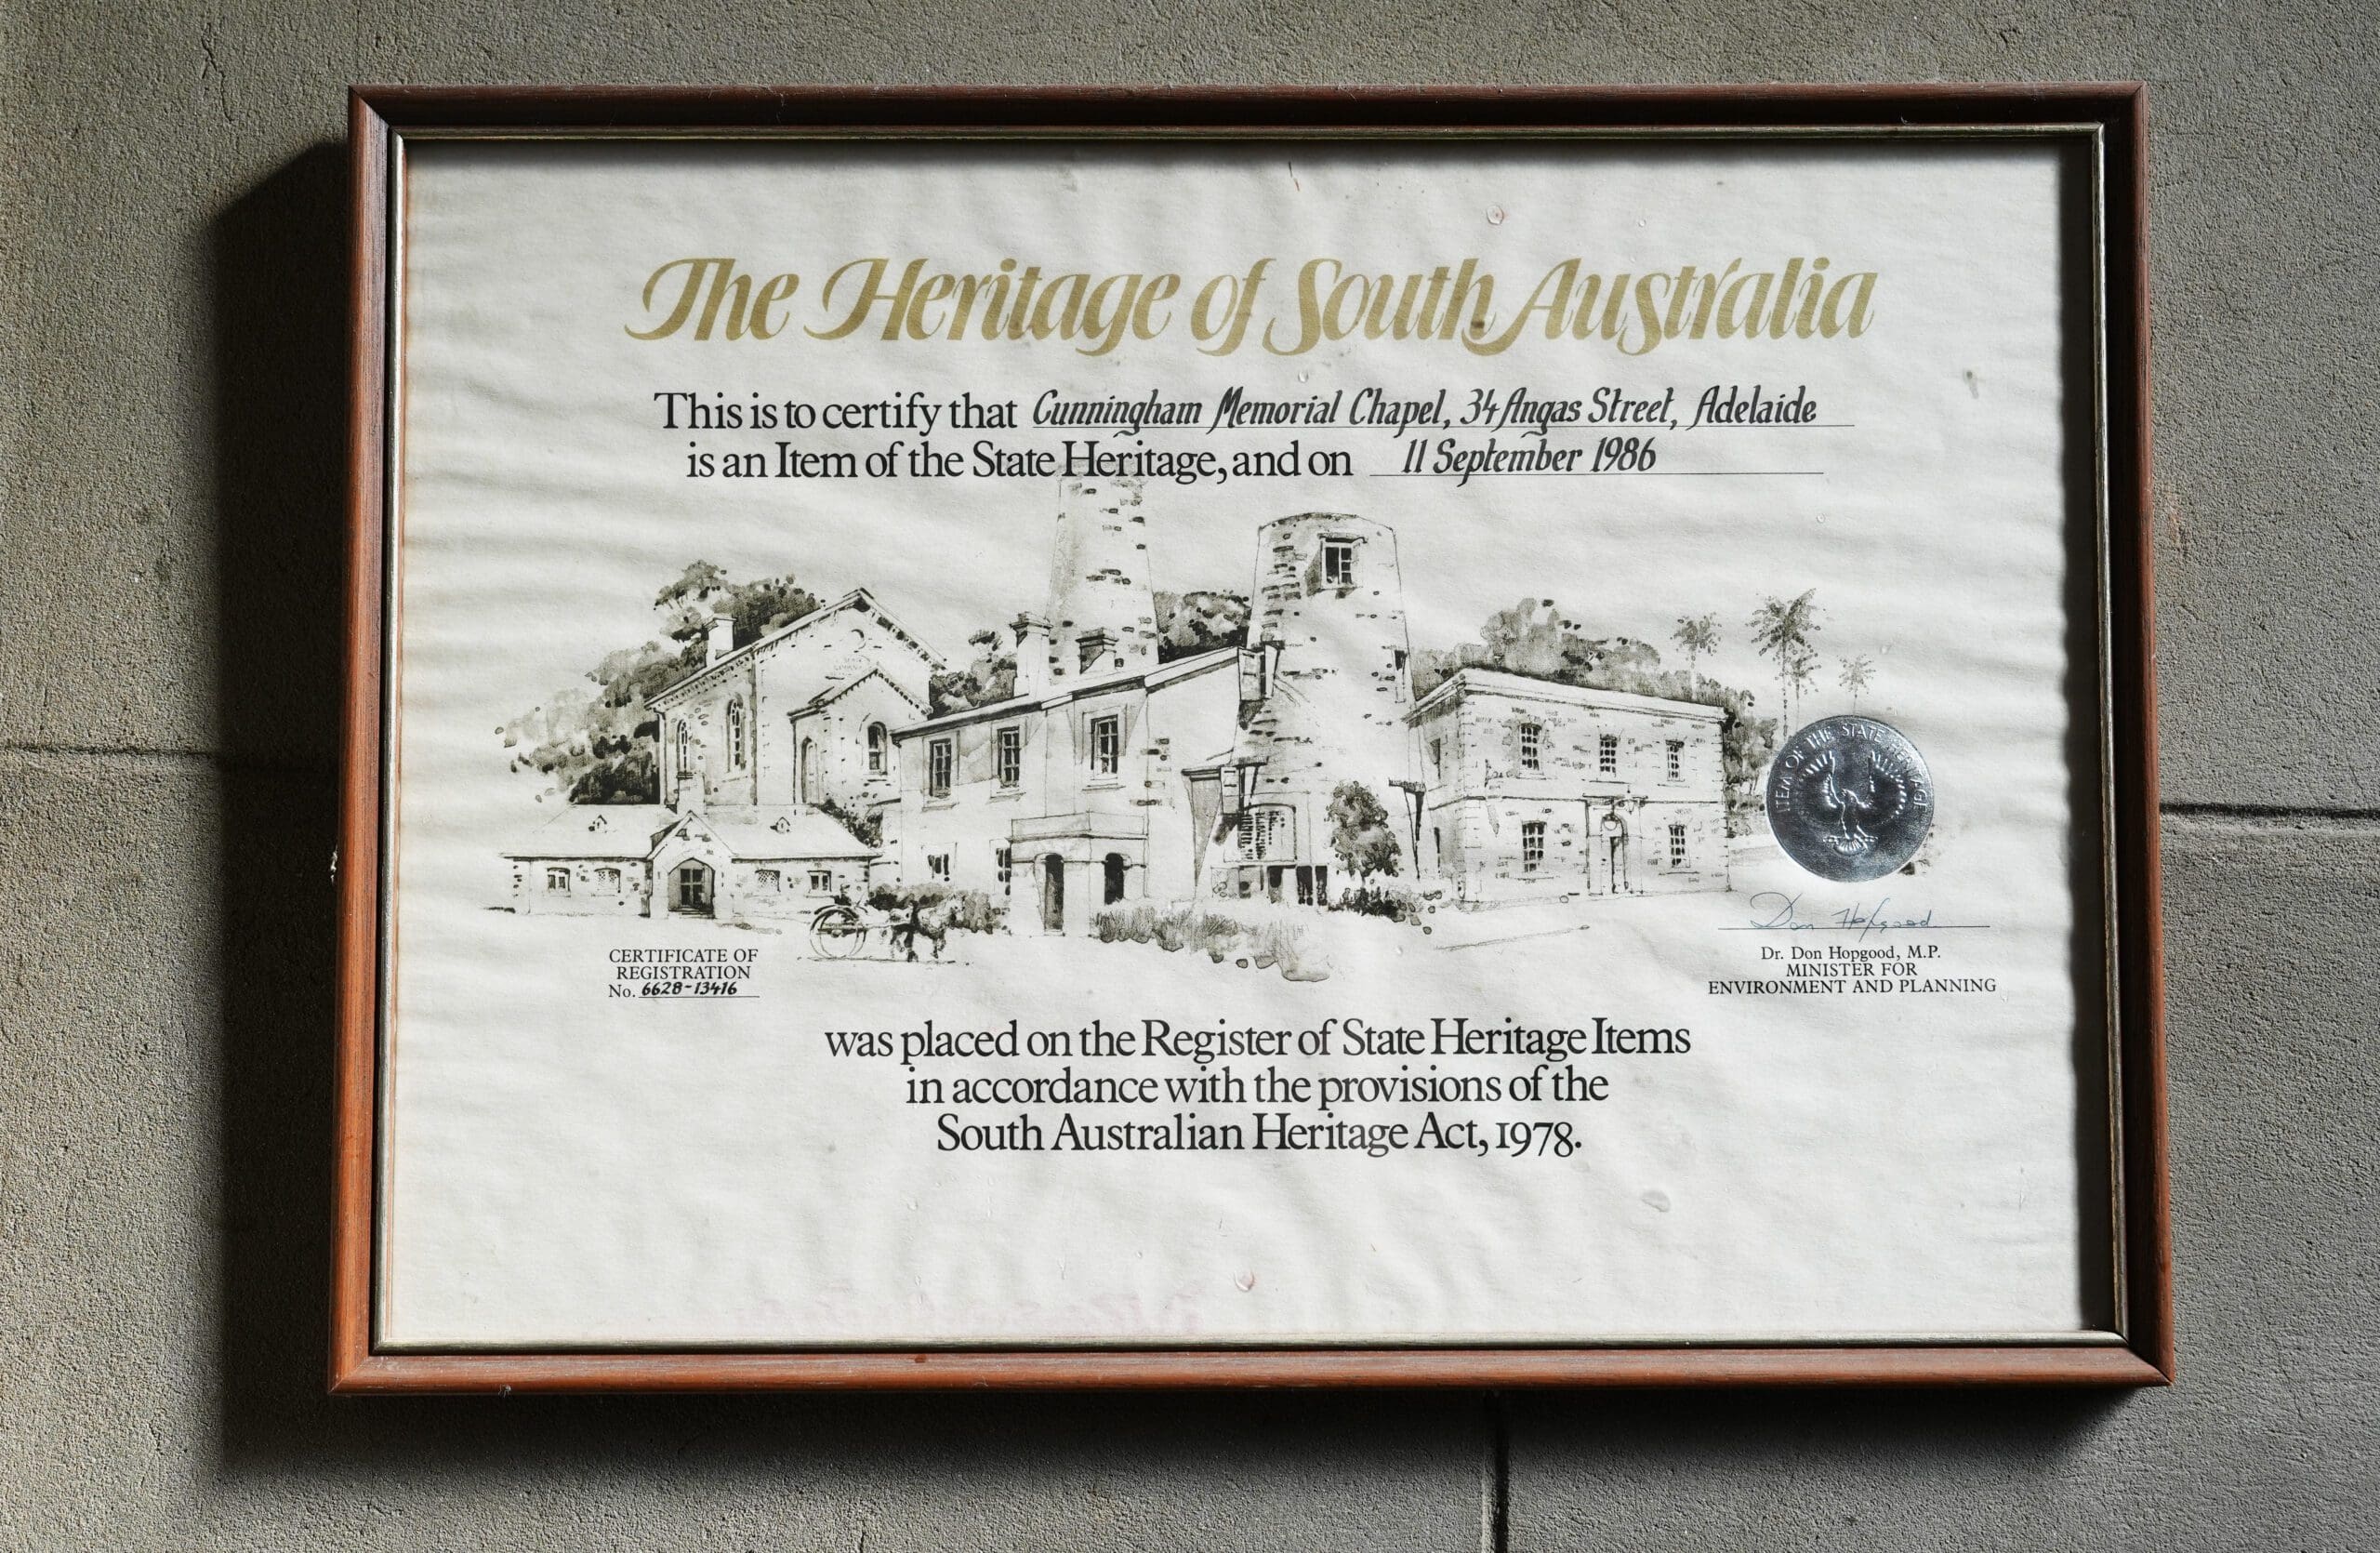 The Heritage of South Australia
This is to certify that Cunningham Memorial Chapel, 34 Angas Street, Adelaide
is an Item of the State Heritage, and on 11 September 1986
ITEM OF THE STATE HERITAGE
Don Hopgood
CERTIFICATE OF
REGISTRATION
No. 6628-13416
Dr. Don Hopgood, M.P.
MINISTER FOR
ENVIRONMENT AND PLANNING
was placed on the Register of State Heritage Items
in accordance with the provisions of the
South Australian Heritage Act, 1978.